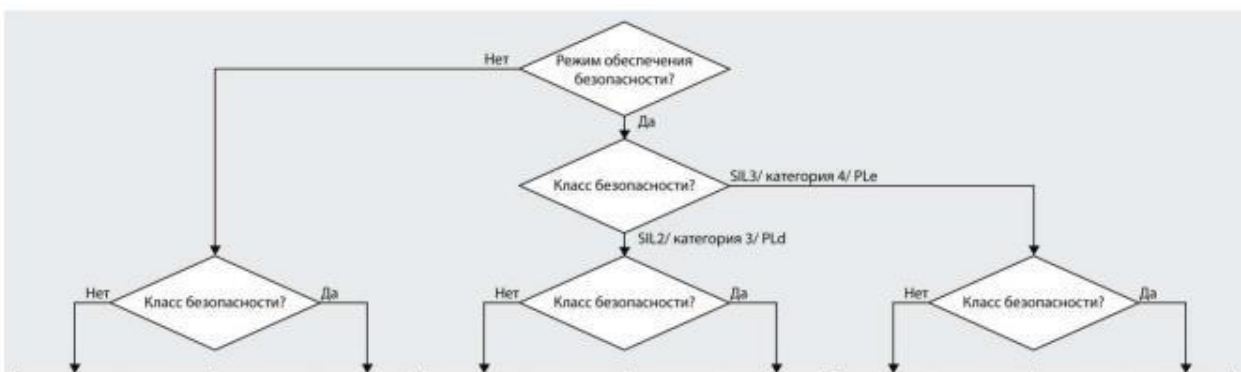 Нет
Режим обеспечения
безопасности?
Да
Класс безопасности?
SIL3/ категория 4/ PLe
SIL2/ категория 3/ PLd
Нет
Класс безопасности?
Да
Нет
Класс безопасности?
Да
Нет
Класс безопасности?
Да